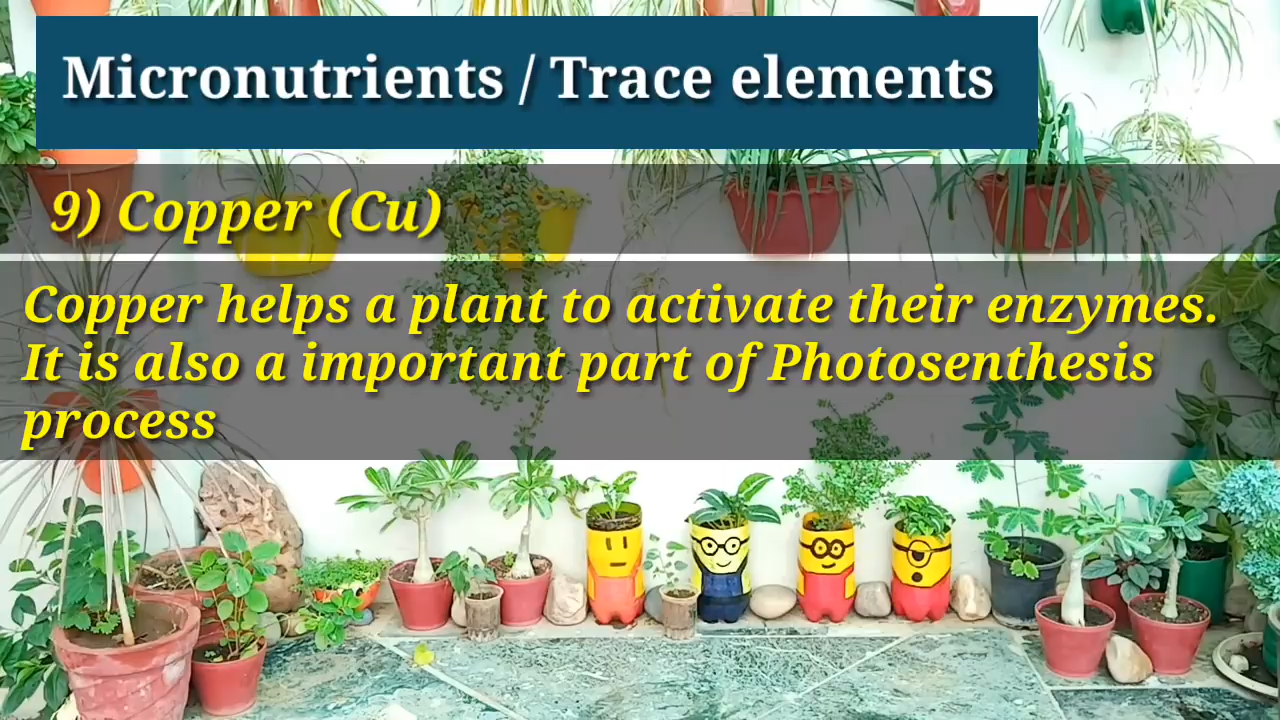 Micronutrients / Trace elements
9) Copper (Cu)
Copper helps a plant to activate their enzymes.
It is also a important part of Photosenthesis
process